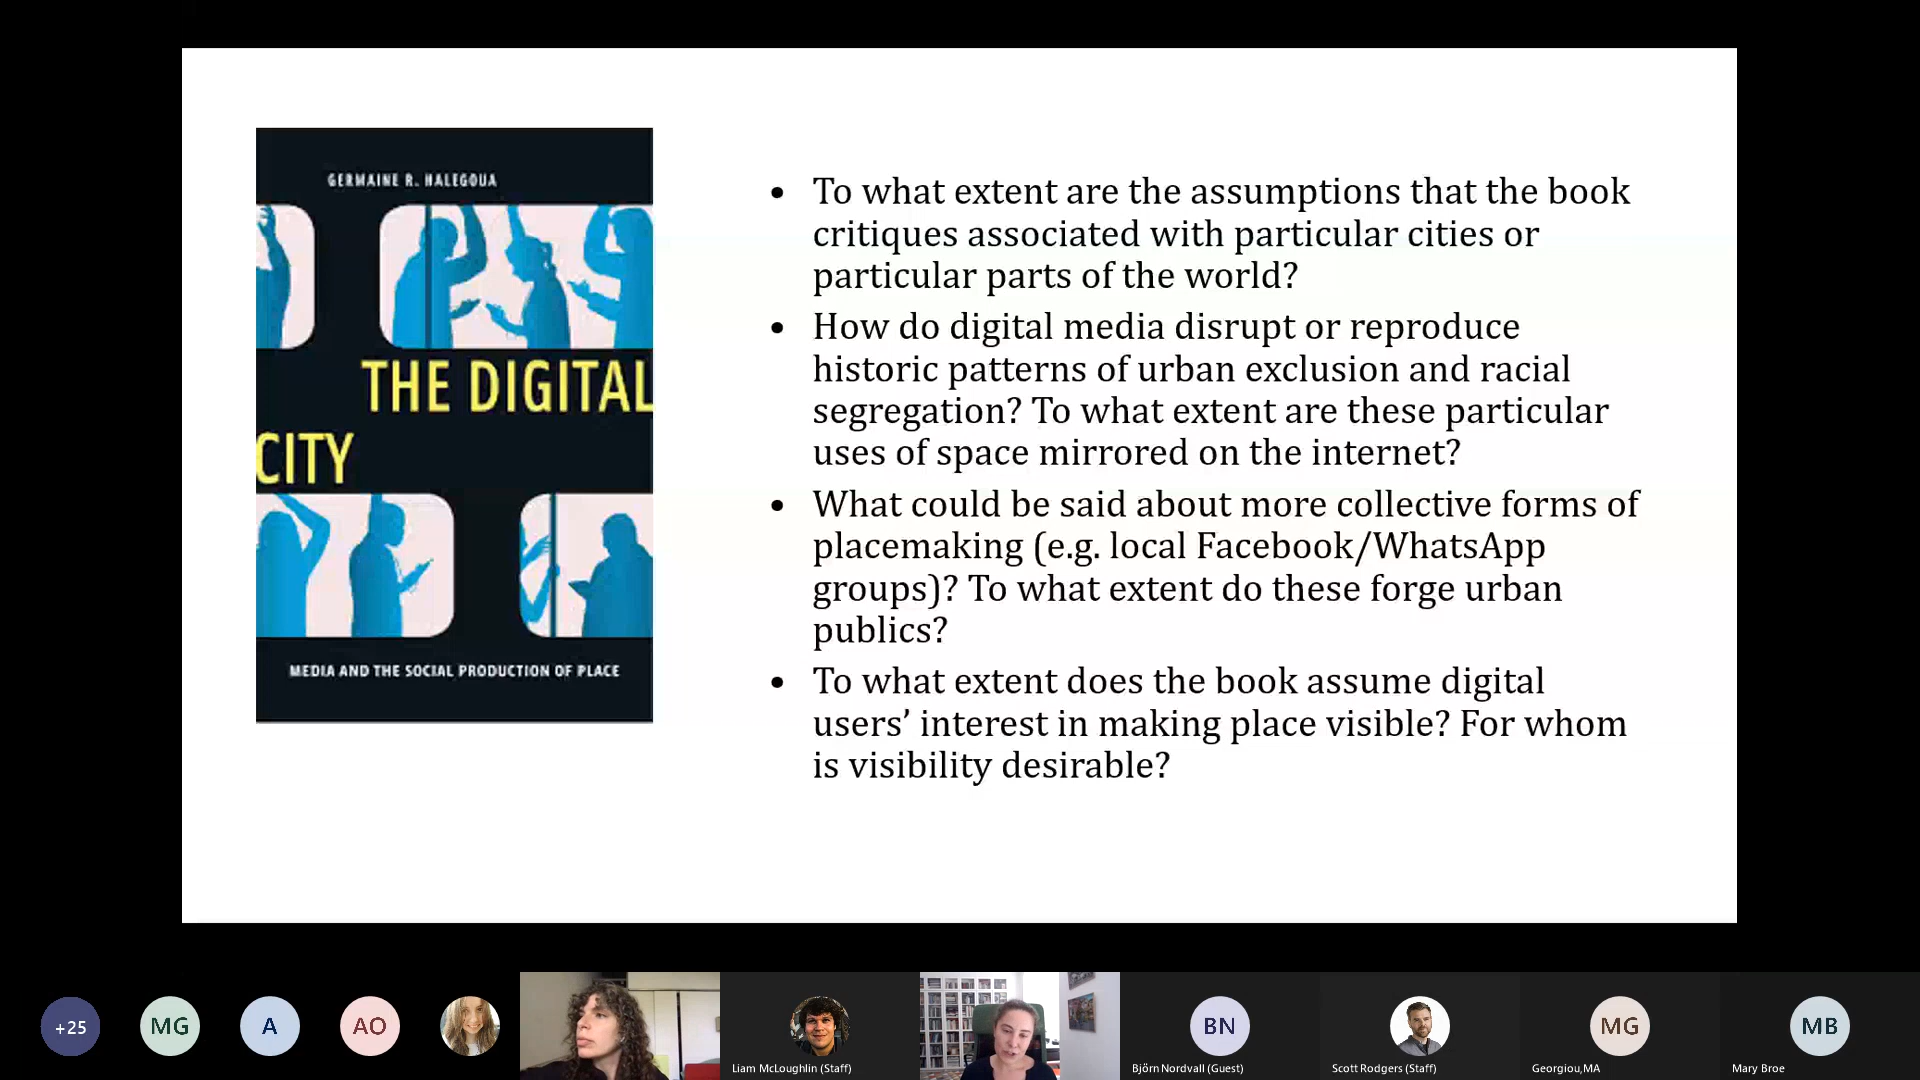 GERMAINE R. HALEGOUA
THE DIGITAL
CITY
MEDIA AND THE SOCIAL PRODUCTION OF PLACE
• To what extent are the assumptions that the book
critiques associated with particular cities or
particular parts of the world?
• How do digital media disrupt or reproduce
historic patterns of urban exclusion and racial
segregation? To what extent are these particular
uses of space mirrored on the internet?
• What could be said about more collective forms of
placemaking (e.g. local Facebook/WhatsApp
groups)? To what extent do these forge urban
publics?
• To what extent does the book assume digital
users’ interest in making place visible? For whom
is visibility desirable?
+25
MG
A
AO
Liam McLoughlin (Staff)
BN
Björn Nordvall (Guest)
Scott Rodgers (Staff)
MG
Georgiou,MA
MB
Mary Broe